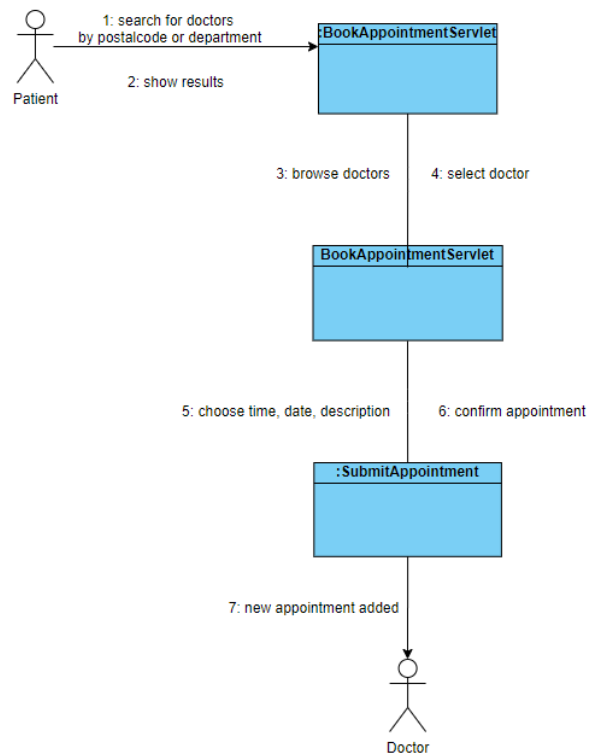 1: search for doctors
by postalcode or department
:BookAppointmentServlet
2: show results
Patient
3: browse doctors
4: select doctor
BookAppointmentServlet
5: choose time, date, description
6: confirm appointment
:SubmitAppointment
7: new appointment added
Doctor